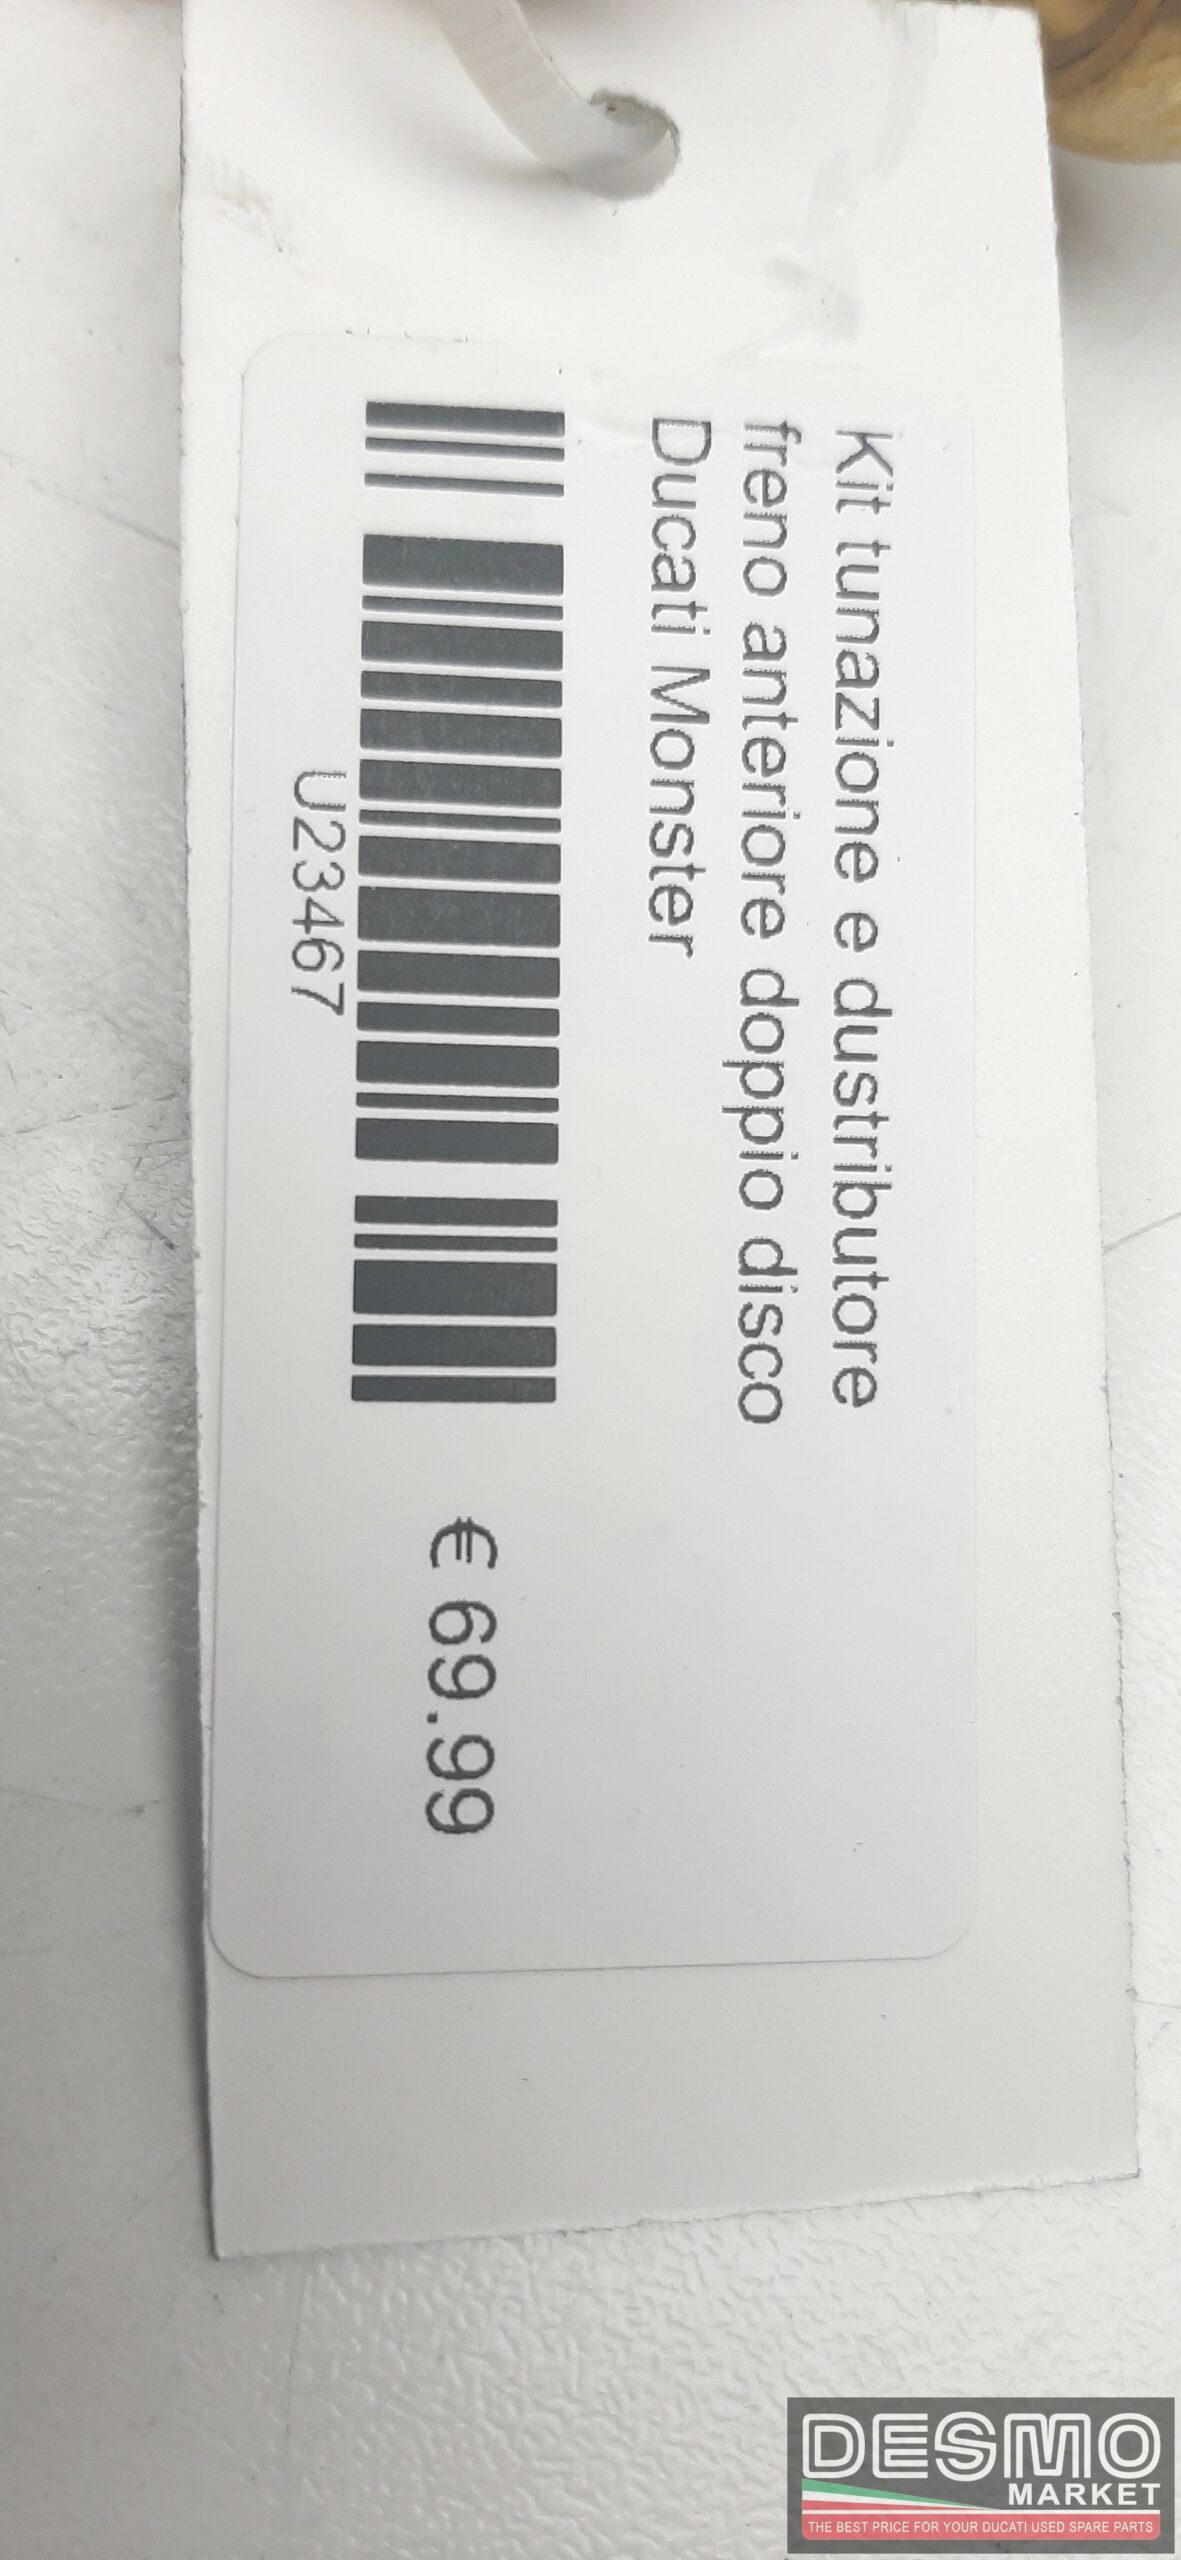 Kit tunazione e dustributore
freno anteriore doppio disco
Ducati Monster
U23467
€ 69.99
DESMO
MARKET
THE BEST PRICE FOR YOUR DUCATI USED SPARE PARTS